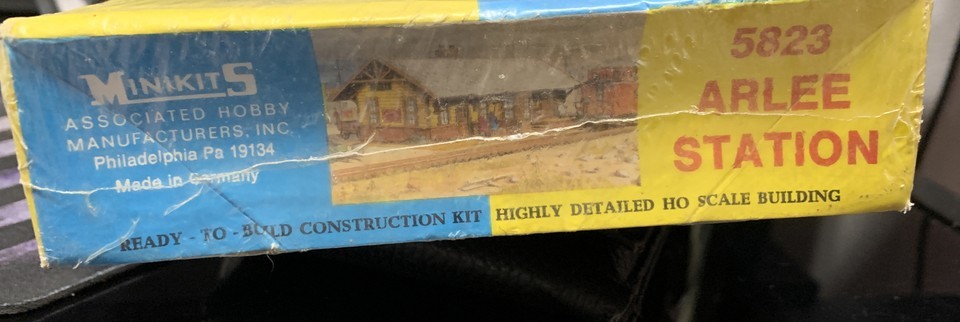 MINIKITS
ASSOCIATED HOBBY
MANUFACTURERS, INC.
Philadelphia Pa 19134
Made in Germany
READY - TO - BUILD CONSTRUCTION KIT
HIGHLY DETAILED HO SCALE BUILDING
5823
ARLEE
STATION